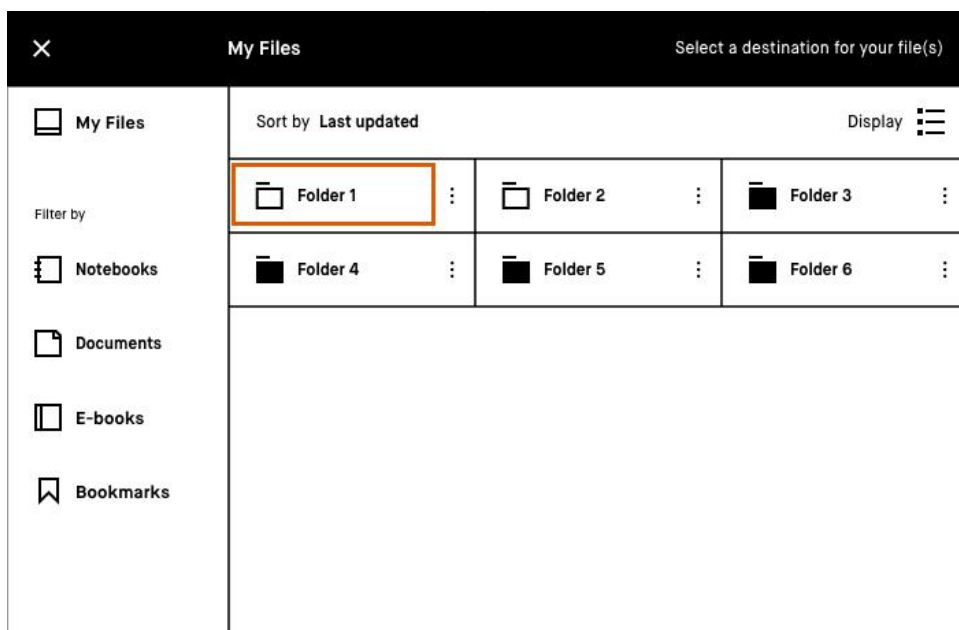 My Files Select a destination for your file(s)
My Files
Sort by Last updated Display
Folder 1 Folder 2 Folder 3
Filter by
Notebooks
Folder 4 Folder 5 Folder 6
Documents
E-books
Bookmarks